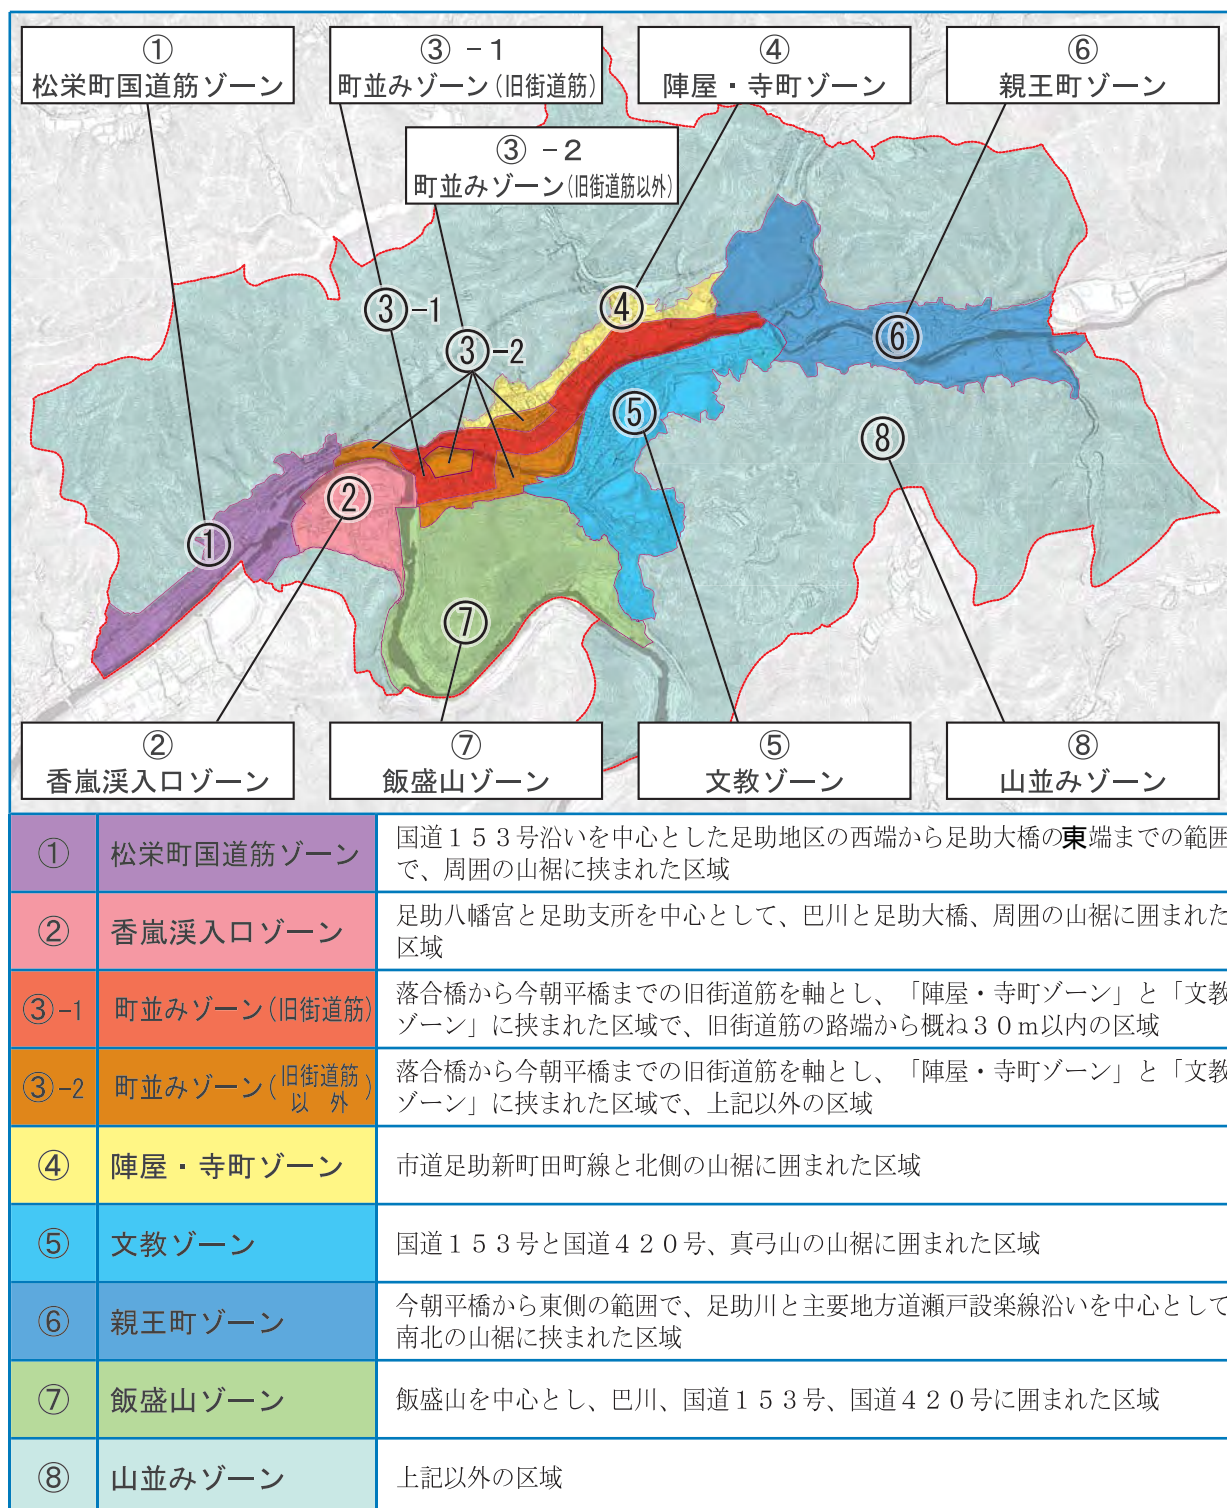 ①
松栄町国道筋ゾーン
③-1
町並みゾーン(旧街道筋)
④
陣屋・寺町ゾーン
⑥
親王町ゾーン
③-2
町並みゾーン(旧街道筋以外)
③-1
④
⑥
③-2
⑤
⑧
②
①
⑦
②
香嵐渓入口ゾーン
⑦
飯盛山ゾーン
⑤
文教ゾーン
⑧
山並みゾーン
① 松栄町国道筋ゾーン 国道153号沿いを中心とした足助地区の西端から足助大橋の東端までの範囲
で、周囲の山裾に挟まれた区域
② 香嵐渓入口ゾーン 足助八幡宮と足助支所を中心として、巴川と足助大橋、周囲の山裾に囲まれた
区域
③-1 町並みゾーン(旧街道筋) 落合橋から今朝平橋までの旧街道筋を軸とし、「陣屋・寺町ゾーン」と「文教
ゾーン」に挟まれた区域で、旧街道筋の路端から概ね30m以内の区域
③-2 町並みゾーン(旧街道筋以外) 落合橋から今朝平橋までの旧街道筋を軸とし、「陣屋・寺町ゾーン」と「文教
ゾーン」に挟まれた区域で、上記以外の区域
④ 陣屋・寺町ゾーン 市道足助新町田町線と北側の山裾に囲まれた区域
⑤ 文教ゾーン 国道153号と国道420号、真弓山の山裾に囲まれた区域
⑥ 親王町ゾーン 今朝平橋から東側の範囲で、足助川と主要地方道瀬戸設楽線沿いを中心として
南北の山裾に挟まれた区域
⑦ 飯盛山ゾーン 飯盛山を中心とし、巴川、国道153号、国道420号に囲まれた区域
⑧ 山並みゾーン 上記以外の区域